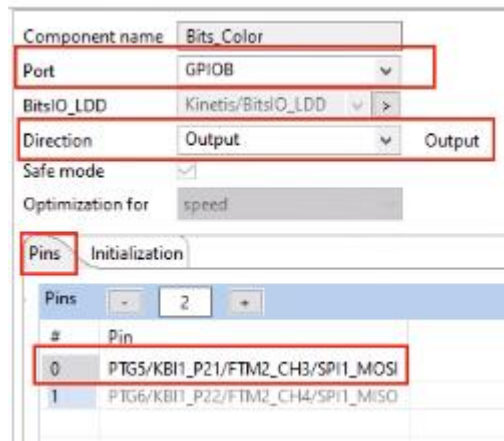 Component name Bits_Color
Port GPIOB
BitsIO_LDD Kinetis/BitsIO_LDD >
Direction Output Output
Safe mode
Optimization for speed
Pins Initialization
Pins - 2 +
# Pin
0 PTG5/KBI1_P21/FTM2_CH3/SPI1_MOSI
1 PTG6/KBI1_P22/FTM2_CH4/SPI1_MISO